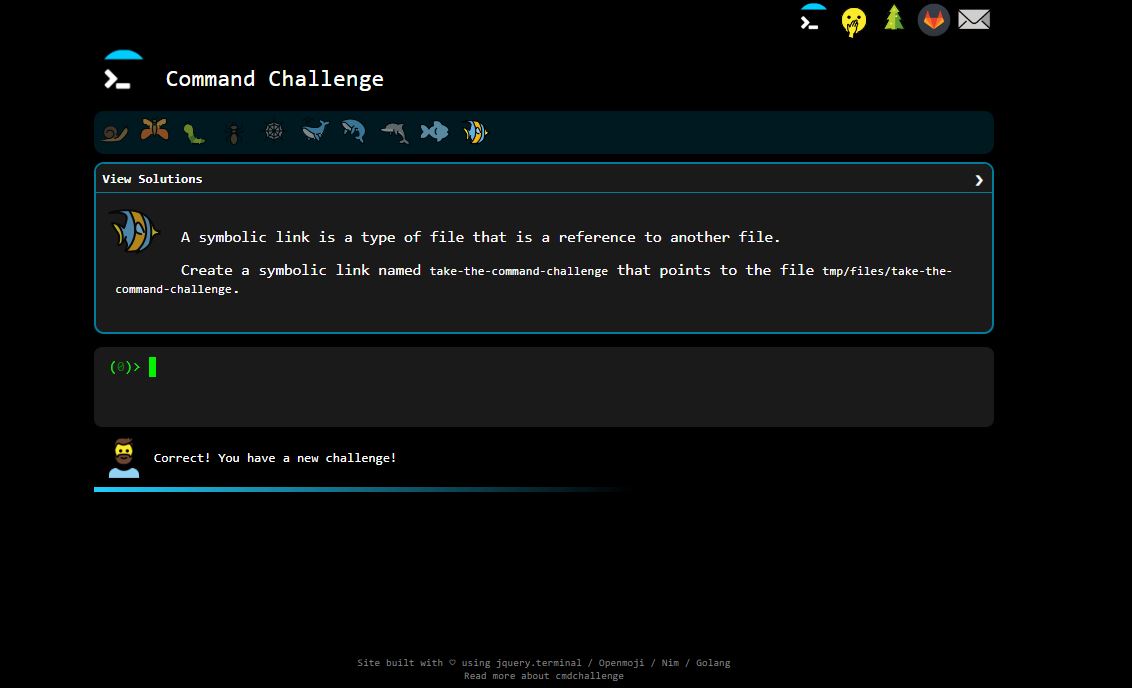 Command Challenge
View Solutions
A symbolic link is a type of file that is a reference to another file.
Create a symbolic link named take-the-command-challenge that points to the file tmp/files/take-the-
command-challenge.
(0)>
Correct! You have a new challenge!
Site built with ♡ using jquery.terminal / Openmoji / Nim / Golang
Read more about cmdchallenge